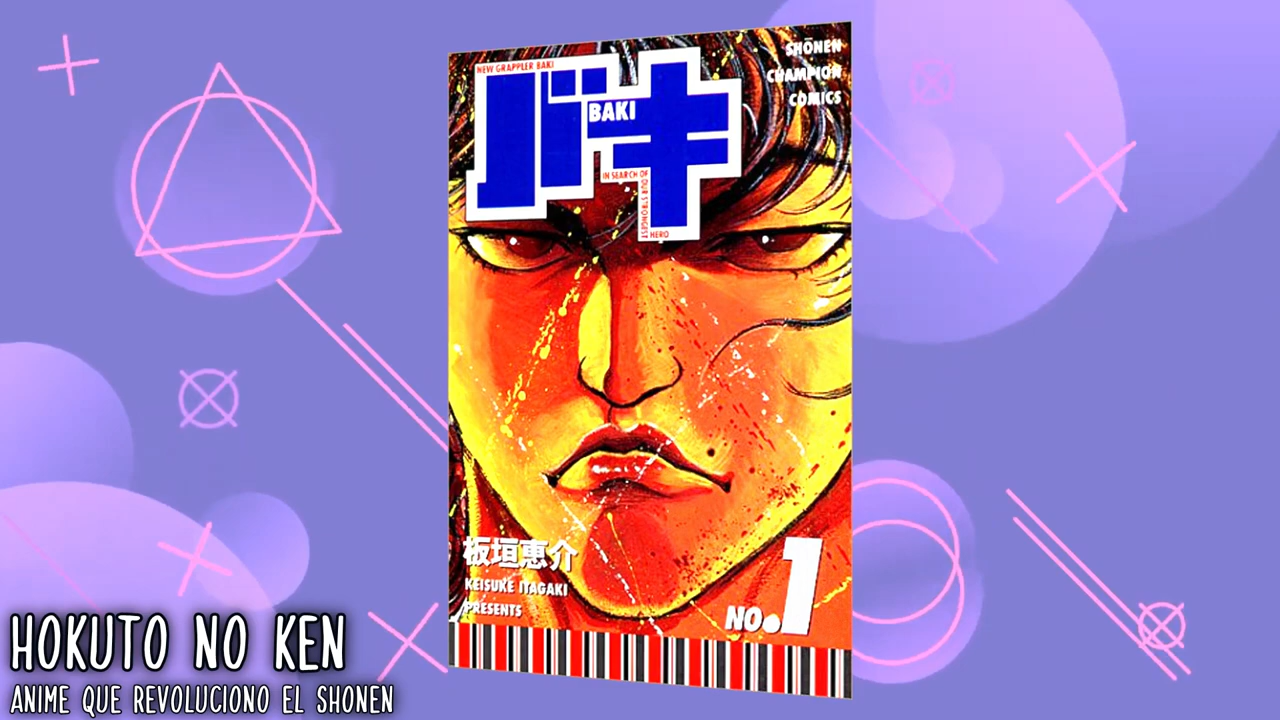 NEW GRAPPLER BAKI
バキ
BAKI
IN SEARCH OF
OUR STRONGEST
HERO
SHŌNEN
CHAMPION
COMICS
板垣恵介
KEISUKE ITAGAKI
PRESENTS
NO.1
HOKUTO NO KEN
ANIME QUE REVOLUCIONO EL SHONEN